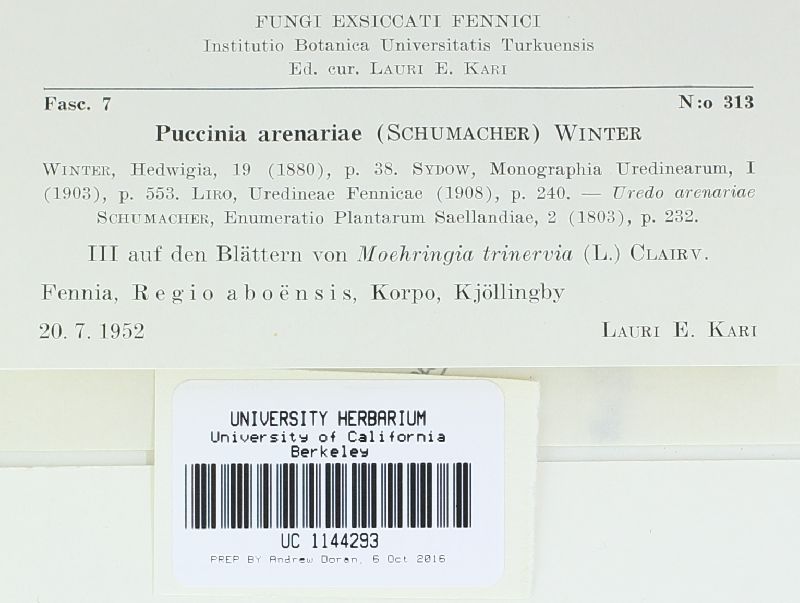 FUNGI EXSICCATI FENNICI
Institutio Botanica Universitatis Turkuensis
Ed. cur. LAURI E. KARI
Fasc. 7 N:o 313
Puccinia arenariae (SCHUMACHER) WINTER
WINTER, Hedwigia, 19 (1880), p. 38. SYDOW, Monographia Uredinearum, I
(1903), p. 553. LIRO, Uredineae Fennicae (1908), p. 240. — Uredo arenariae
SCHUMACHER, Enumeratio Plantarum Saellandiae, 2 (1803), p. 232.
III auf den Blättern von Moehringia trinervia (L.) CLAIRV.
Fennia, Regio aboënsis, Korpo, Kjöllingby
20. 7. 1952 LAURI E. KARI
UNIVERSITY HERBARIUM
University of California
Berkeley
UC 1144293
PREP BY Andrew Doran, 6 Oct 2016